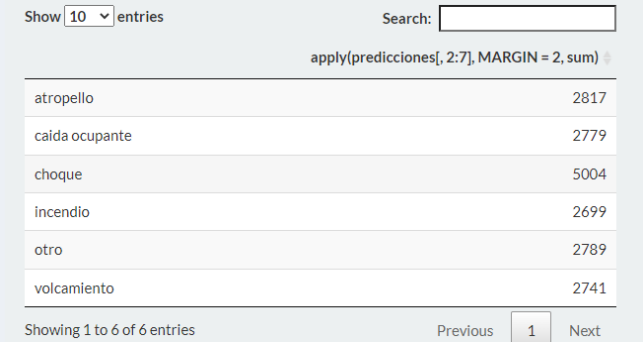 Show 10 entries Search:
apply(predicciones[, 2:7], MARGIN = 2, sum)
atropello 2817
caida ocupante 2779
choque 5004
incendio 2699
otro 2789
volcamiento 2741
Showing 1 to 6 of 6 entries Previous 1 Next